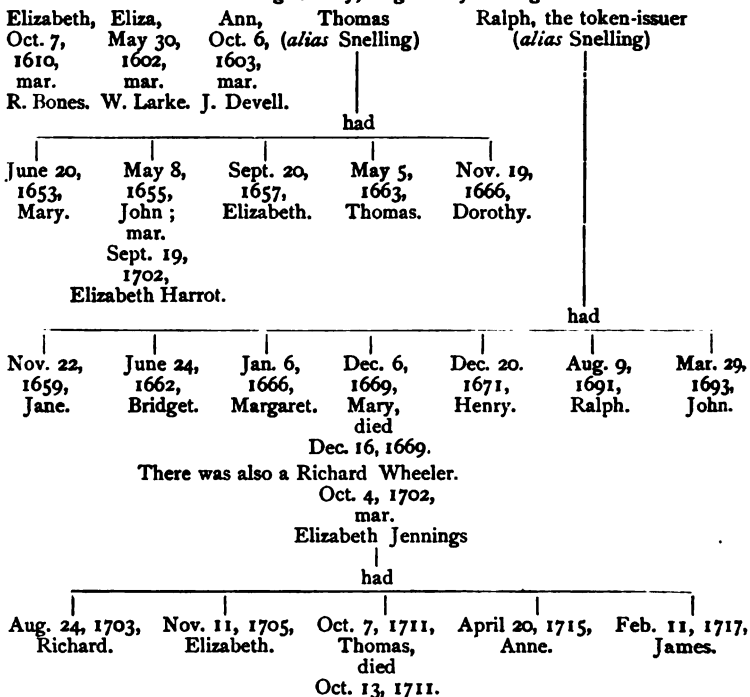 Elizabeth, Eliza, Ann, Thomas Ralph, the token-issuer
Oct. 7, May 30, Oct. 6, (alias Snelling) (alias Snelling)
1610, 1602, 1603,
mar. mar. mar.
R. Bones. W. Larke. J. Devell.
had
June 20, May 8, Sept. 20, May 5, Nov. 19,
1653, 1655, 1657, 1663, 1666,
Mary. John ; Elizabeth. Thomas. Dorothy.
mar.
Sept. 19,
1702,
Elizabeth Harrot.
had
Nov. 22, June 24, Jan. 6, Dec. 6, Dec. 20. Aug. 9, Mar. 29,
1659, 1662, 1666, 1669, 1671, 1691, 1693,
Jane. Bridget. Margaret. Mary, Henry. Ralph. John.
died
Dec. 16, 1669.
There was also a Richard Wheeler.
Oct. 4, 1702,
mar.
Elizabeth Jennings
had
Aug. 24, 1703, Nov. 11, 1705, Oct. 7, 1711, April 20, 1715, Feb. 11, 1717,
Richard. Elizabeth. Thomas, Anne. James.
died
Oct. 13, 1711.